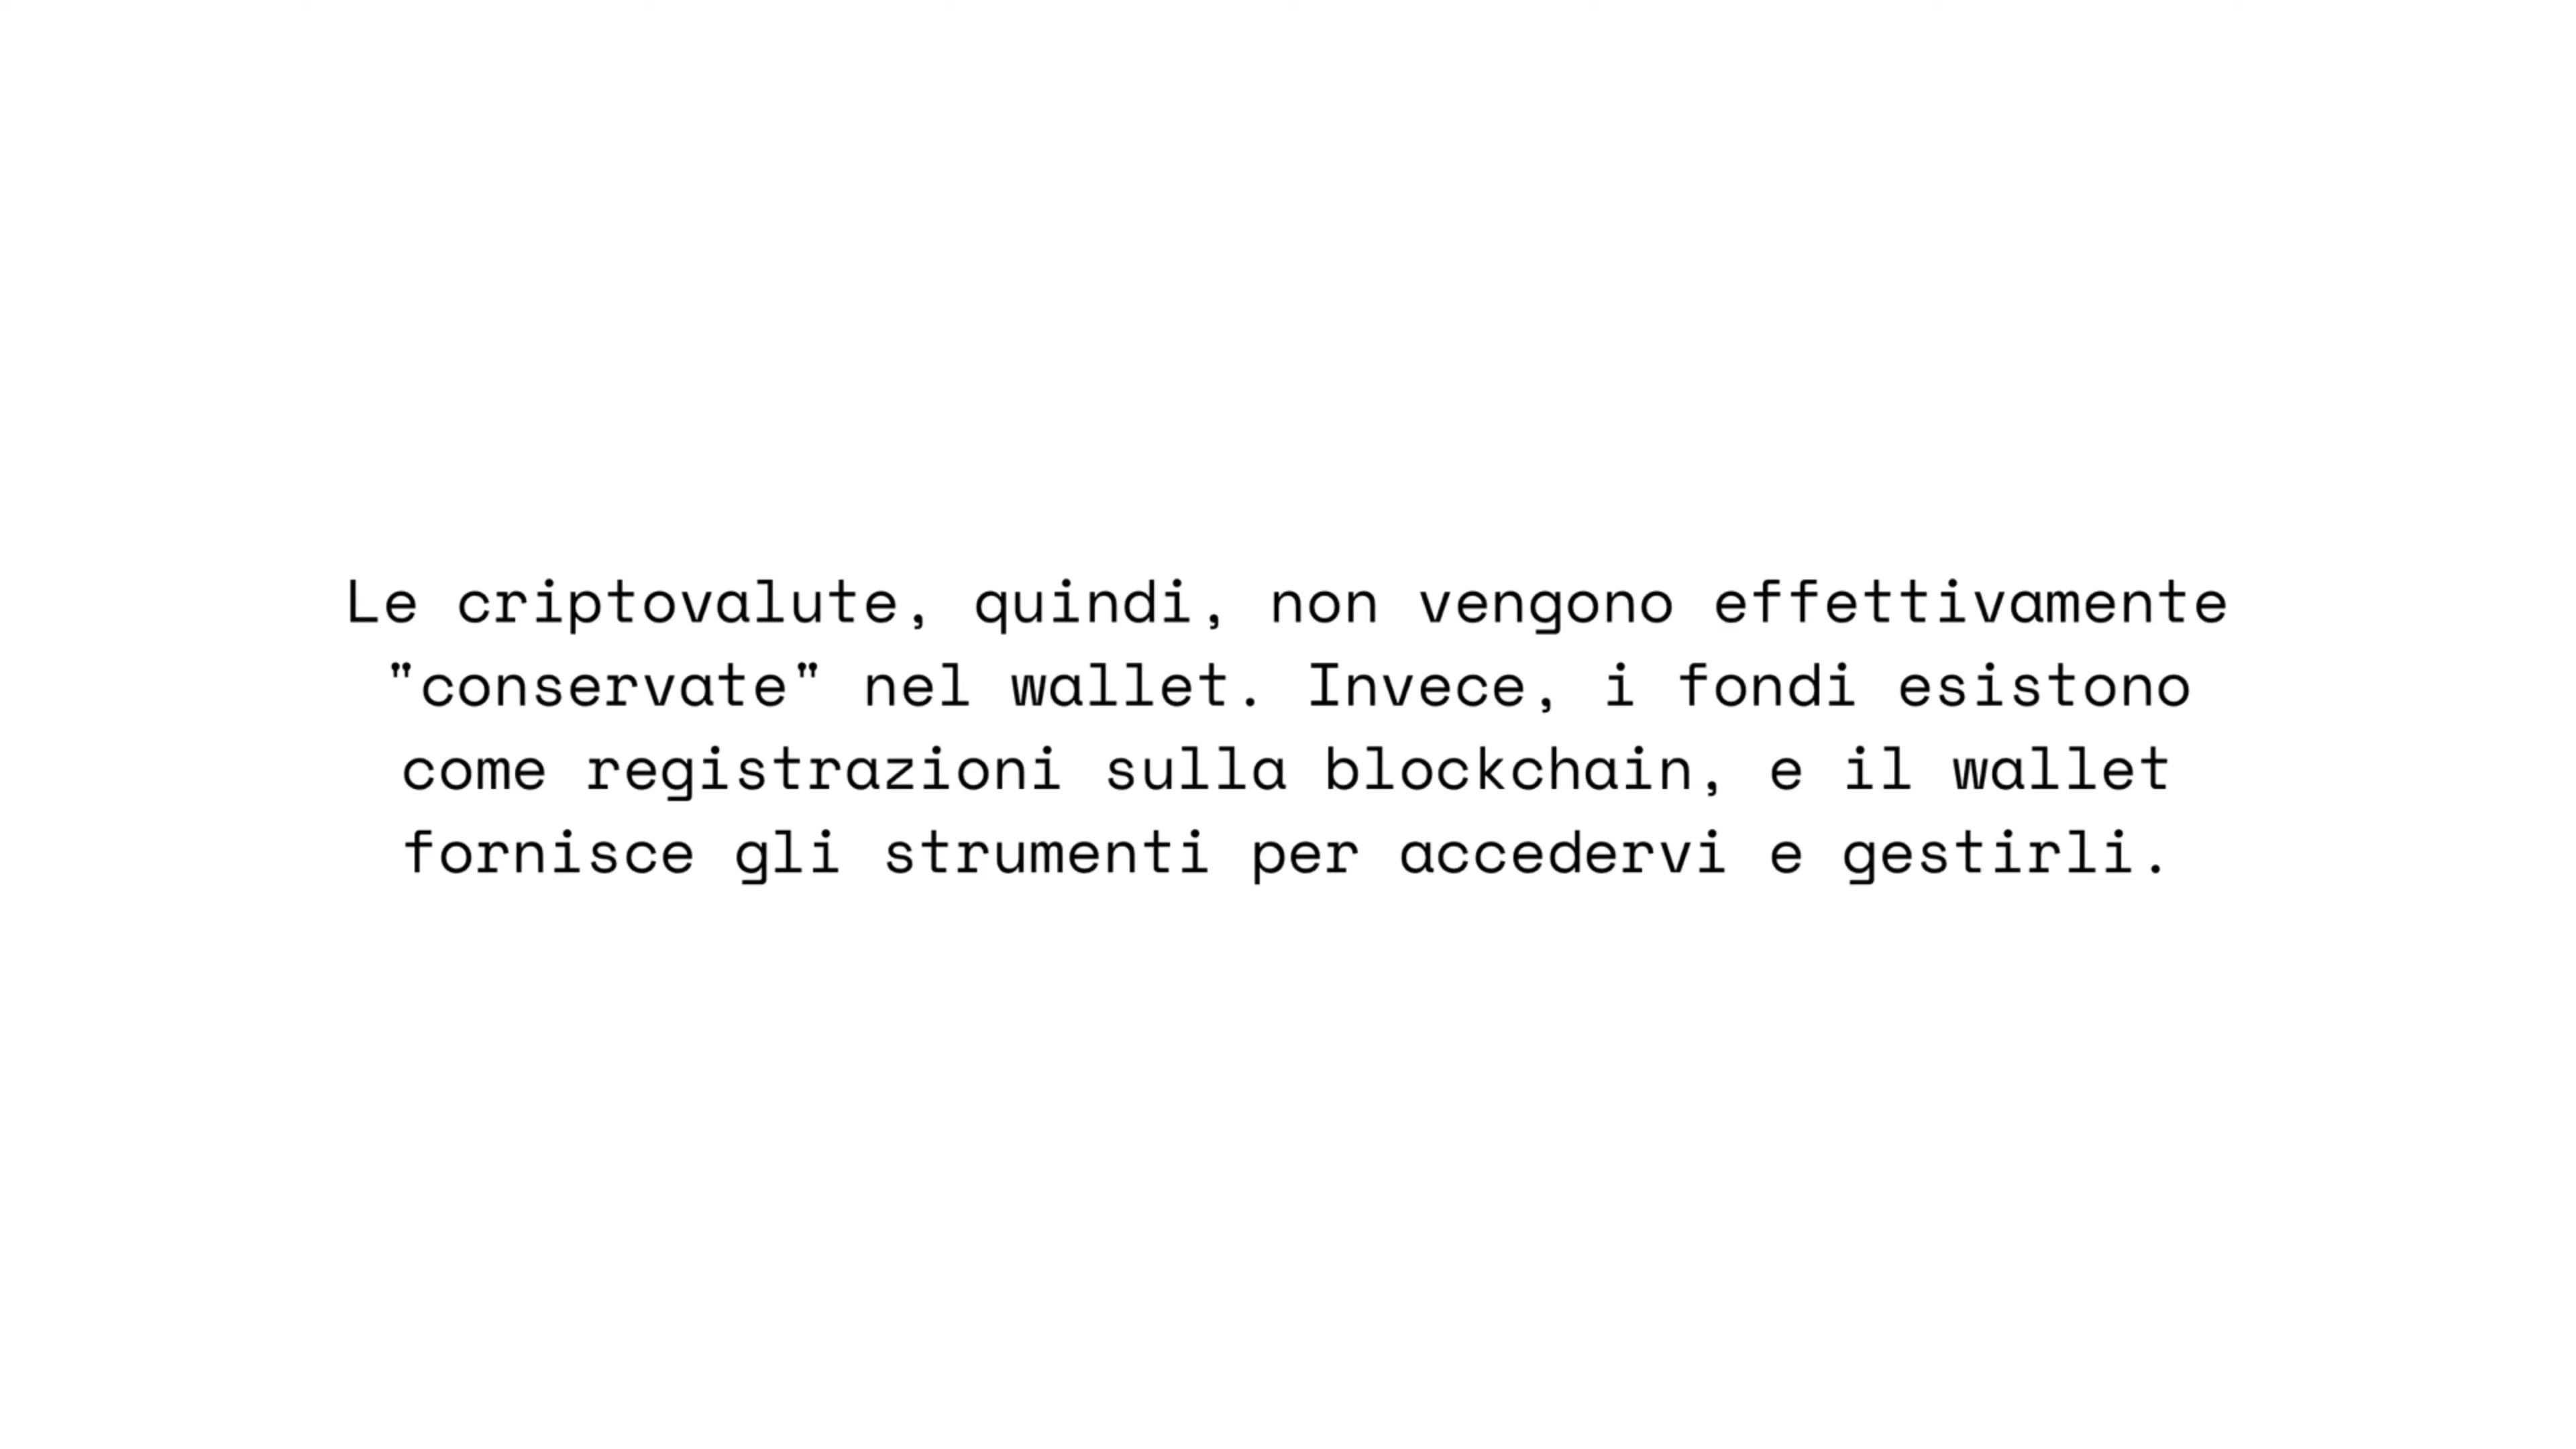 Le criptovalute, quindi, non vengono effettivamente
"conservate" nel wallet. Invece, i fondi esistono
come registrazioni sulla blockchain, e il wallet
fornisce gli strumenti per accedervi e gestirli.